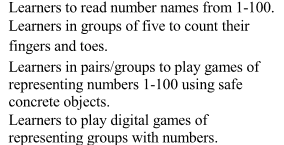 Learners to read number names from 1-100.
Learners in groups of five to count their
fingers and toes.
Learners in pairs/groups to play games of
representing numbers 1-100 using safe
concrete objects.
Learners to play digital games of
representing groups with numbers.